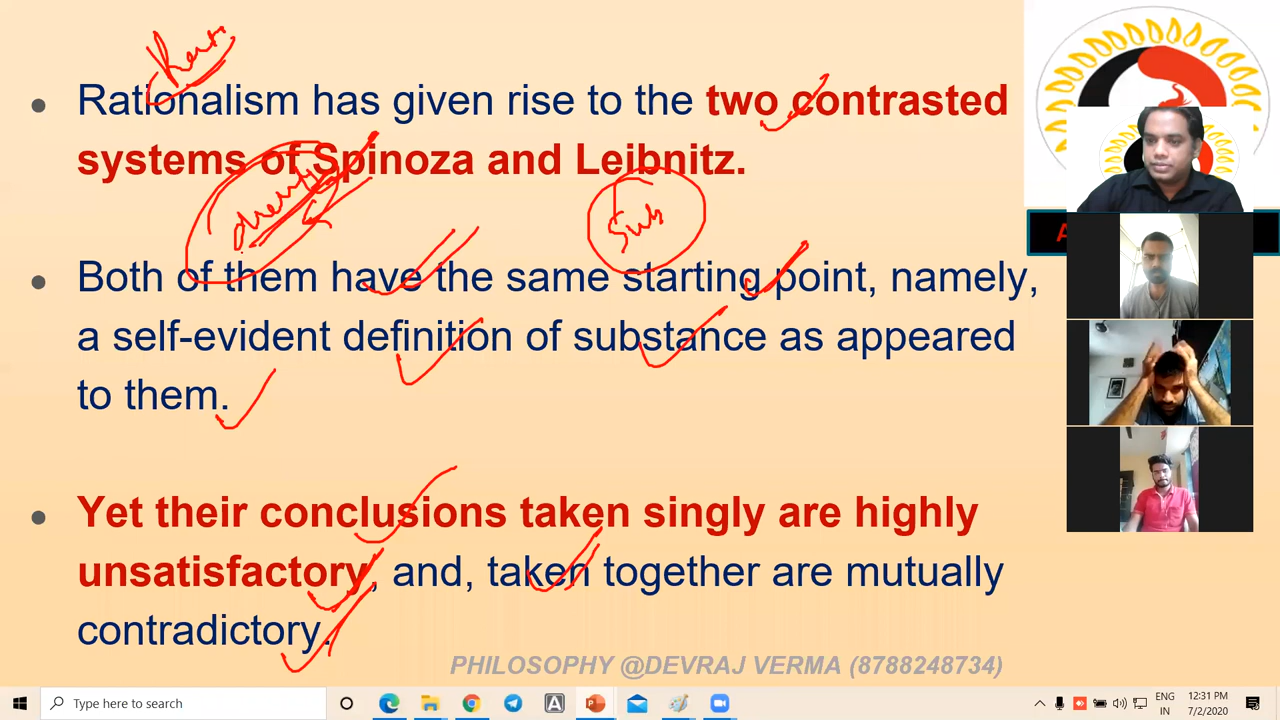 Rationalism has given rise to the two contrasted
systems of Spinoza and Leibnitz.
Sub
Both of them have the same starting point, namely,
a self-evident definition of substance as appeared
to them.
Yet their conclusions taken singly are highly
unsatisfactory, and, taken together are mutually
contradictory.
PHILOSOPHY @DEVRAJ VERMA (8788248734)
Type here to search
ENG
IN
12:31 PM
7/2/2020